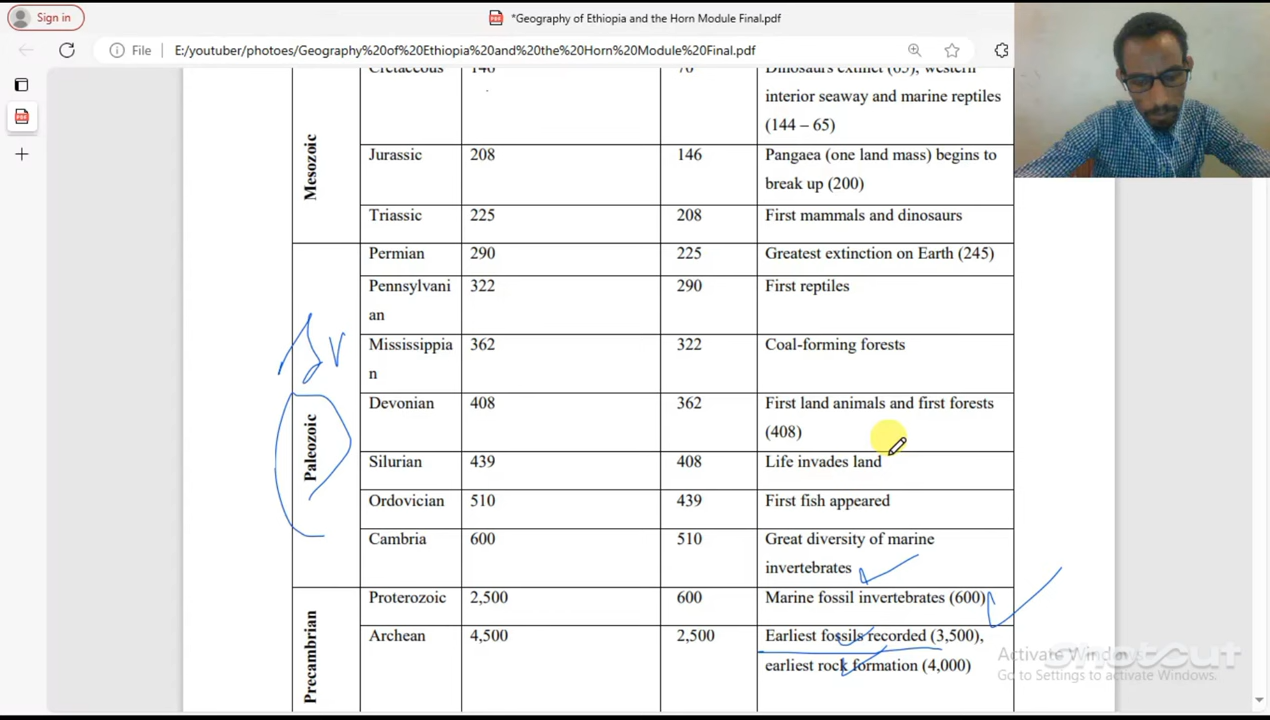 Sign in
*Geography of Ethiopia and the Horn Module Final.pdf
File
E:/youtuber/photoes/Geography%20of%20Ethiopia%20and%20the%20Horn%20Module%20Final.pdf
Cretaceous 146 70 Dinosaurs extinct (65), western
interior seaway and marine reptiles
(144 – 65)
Mesozoic
Jurassic 208 146 Pangaea (one land mass) begins to
break up (200)
Triassic 225 208 First mammals and dinosaurs
Permian 290 225 Greatest extinction on Earth (245)
Pennsylvani 322 290 First reptiles
an
Mississippia 362 322 Coal-forming forests
n
Paleozoic
Devonian 408 362 First land animals and first forests
(408)
Silurian 439 408 Life invades land
Ordovician 510 439 First fish appeared
Cambria 600 510 Great diversity of marine
invertebrates
Precambrian
Proterozoic 2,500 600 Marine fossil invertebrates (600)
Archean 4,500 2,500 Earliest fossils recorded (3,500),
earliest rock formation (4,000)
Activate Windows
Go to Settings to activate Windows.
shotcut